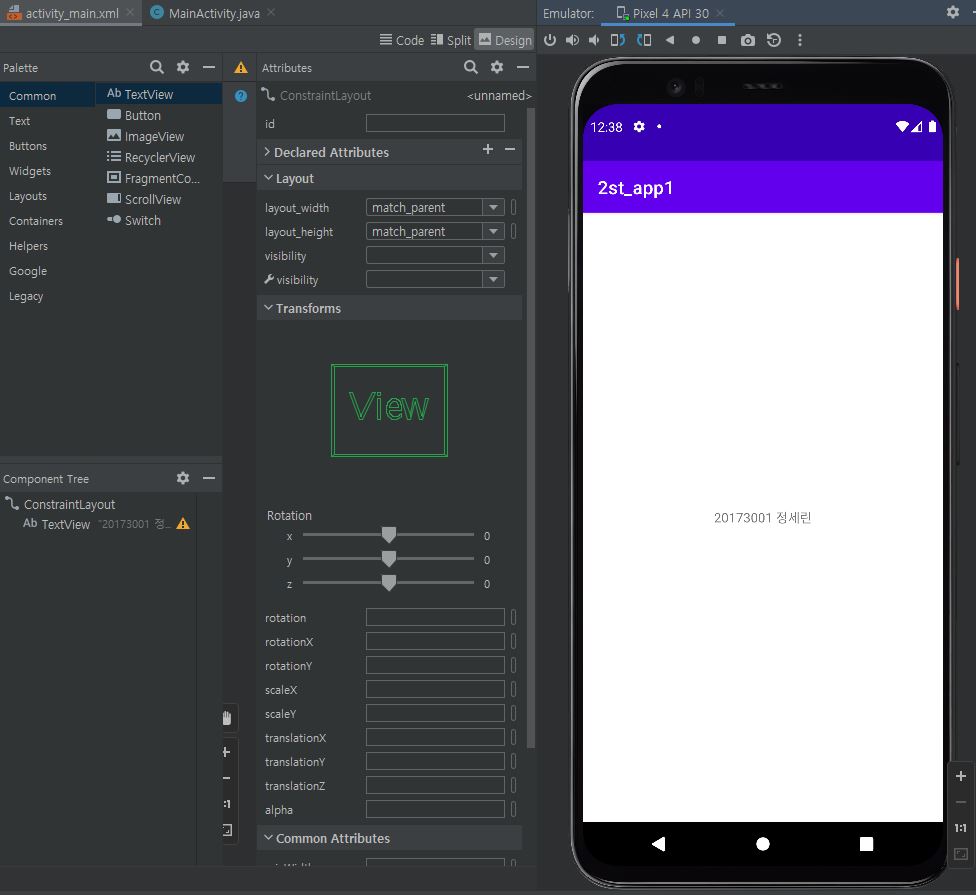 activity_main.xml
MainActivity.java
Emulator:
Pixel 4 API 30
Code
Split
Design
Palette
Attributes
Common
Text
Buttons
Widgets
Layouts
Containers
Helpers
Google
Legacy
Ab TextView
Button
ImageView
RecyclerView
FragmentCo...
ScrollView
Switch
ConstraintLayout
<unnamed>
id
Declared Attributes
Layout
layout_width
match_parent
layout_height
match_parent
visibility
visibility
Transforms
View
Rotation
x
0
y
0
z
0
rotation
rotationX
rotationY
scaleX
scaleY
translationX
translationY
translationZ
alpha
Common Attributes
Component Tree
ConstraintLayout
Ab TextView "20173001 정...
12:38
2st_app1
20173001 정세린
1:1